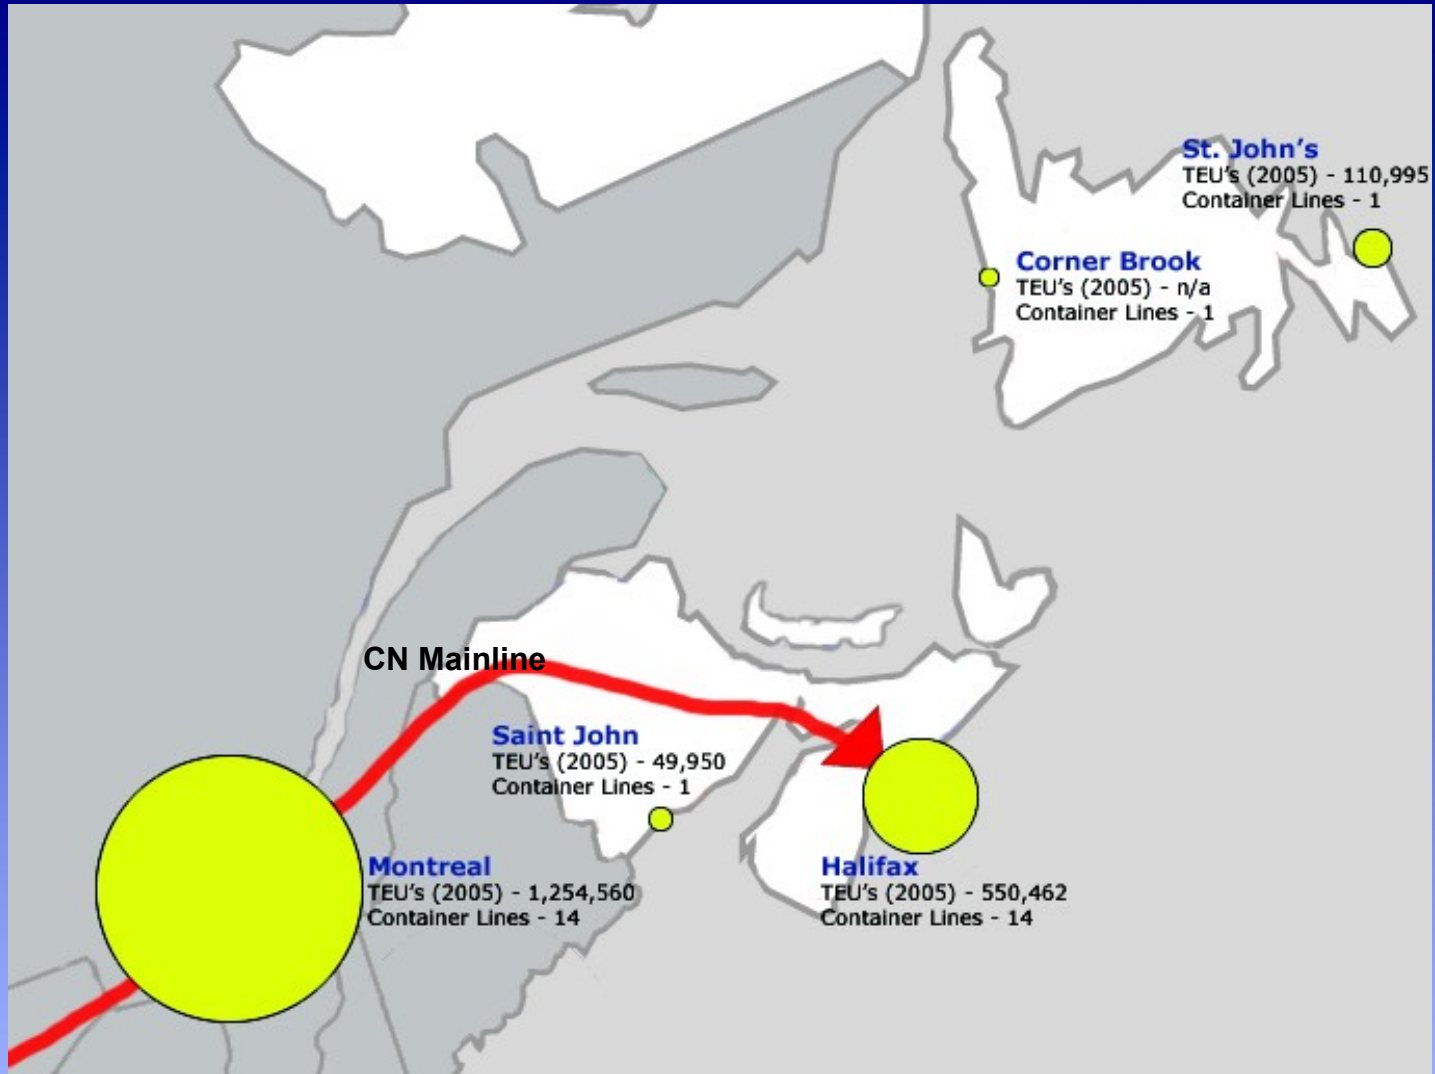 St. John's
TEU's (2005) - 110,995
Container Lines - 1
Corner Brook
TEU's (2005) - n/a
Container Lines - 1
CN Mainline
Saint John
TEU's (2005) - 49,950
Container Lines - 1
Montreal
TEU's (2005) - 1,254,560
Container Lines - 14
Halifax
TEU's (2005) - 550,462
Container Lines - 14